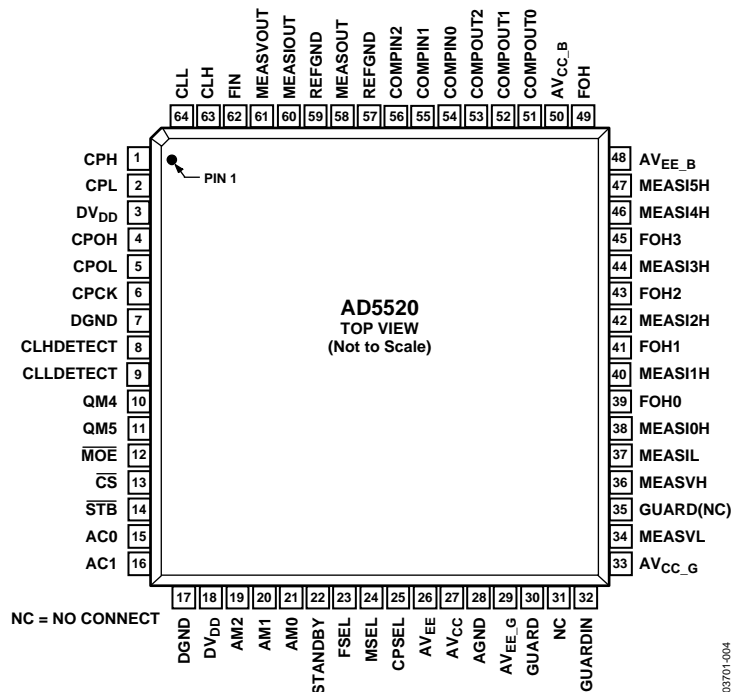 CLL
CLH
FIN
MEASVOUT
MEASIOUT
REFGND
MEASOUT
REFGND
COMPIN2
COMPIN1
COMPIN0
COMPOUT2
COMPOUT1
COMPOUT0
AVCC_B
FOH
64 63 62 61 60 59 58 57 56 55 54 53 52 51 50 49
CPH 1
CPL 2
DVDD 3
CPOH 4
CPOL 5
CPCK 6
DGND 7
CLHDETECT 8
CLLDETECT 9
QM4 10
QM5 11
MOE 12
CS 13
STB 14
AC0 15
AC1 16
PIN 1
AD5520
TOP VIEW
(Not to Scale)
48 AVEE_B
47 MEASI5H
46 MEASI4H
45 FOH3
44 MEASI3H
43 FOH2
42 MEASI2H
41 FOH1
40 MEASI1H
39 FOH0
38 MEASI0H
37 MEASIL
36 MEASVH
35 GUARD(NC)
34 MEASVL
33 AVCC_G
17 18 19 20 21 22 23 24 25 26 27 28 29 30 31 32
DGND
DVDD
AM2
AM1
AM0
STANDBY
FSEL
MSEL
CPSEL
AVEE
AVCC
AGND
AVEE_G
GUARD
NC
GUARDIN
NC = NO CONNECT
03701-004